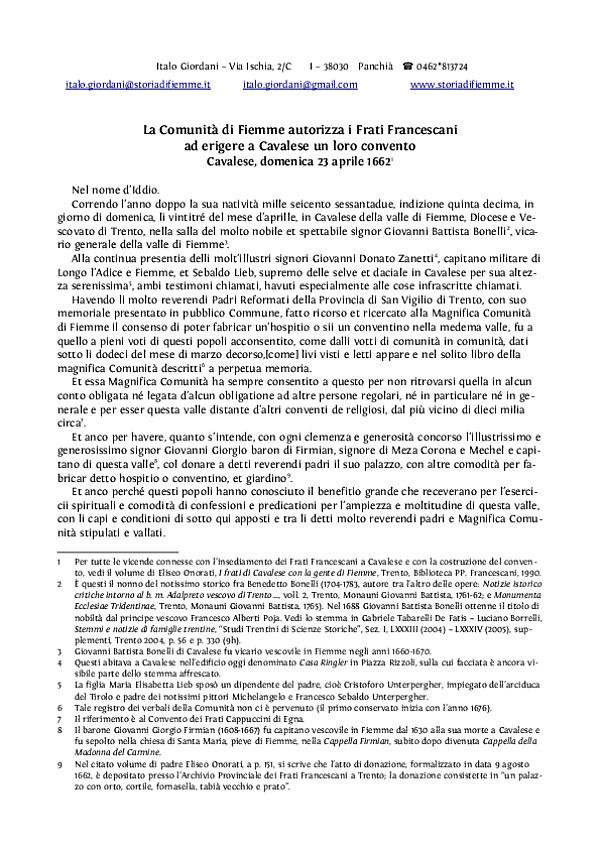 Italo Giordani – Via Ischia, 2/C I – 38030 Panchià ☎ 0462*813724
italo.giordani@storiadifiemme.it italo.giordani@gmail.com www.storiadifiemme.it
La Comunità di Fiemme autorizza i Frati Francescani
ad erigere a Cavalese un loro convento
Cavalese, domenica 23 aprile 1662¹
Nel nome d'Iddio.
Correndo l'anno doppo la sua natività mille seicento sessantadue, indizione quinta decima, in
giorno di domenica, li vintitré del mese d'aprille, in Cavalese della valle di Fiemme, Diocese e Ve-
scovato di Trento, nella salla del molto nobile et spettabile signor Giovanni Battista Bonelli², vica-
rio generale della valle di Fiemme³.
Alla continua presentia delli molt'illustri signori Giovanni Donato Zanetti⁴, capitano militare di
Longo l'Adice e Fiemme, et Sebaldo Lieb, supremo delle selve et daciale in Cavalese per sua altez-
za serenissima⁵, ambi testimoni chiamati, havuti especialmente alle cose infrascritte chiamati.
Havendo li molto reverendi Padri Reformati della Provincia di San Vigilio di Trento, con suo
memoriale presentato in pubblico Commune, fatto ricorso et ricercato alla Magnifica Comunità
di Fiemme il consenso di poter fabricar un'hospitio o sii un conventino nella medema valle, fu a
quello a pieni voti di questi popoli acconsentito, come dalli votti di comunità in comunità, dati
sotto li dodeci del mese di marzo decorso,[come] livi visti e letti appare e nel solito libro della
magnifica Comunità descritti⁶ a perpetua memoria.
Et essa Magnifica Comunità ha sempre consentito a questo per non ritrovarsi quella in alcun
conto obligata né legata d'alcun obligatione ad altre persone regolari, né in particulare né in ge-
nerale e per esser questa valle distante d'altri conventi de religiosi, dal più vicino di dieci milia
circa⁷.
Et anco per havere, quanto s'intende, con ogni clemenza e generosità concorso l'illustrissimo e
generosissimo signor Giovanni Giorgio baron di Firmian, signore di Meza Corona e Mechel e capi-
tano di questa valle⁸, col donare a detti reverendi padri il suo palazzo, con altre comodità per fa-
bricar detto hospitio o conventino, et giardino⁹.
Et anco perché questi popoli hanno conosciuto il benefitio grande che receverano per l'eserci-
cii spirituali e comodità di confessioni e predicationi per l'ampiezza e moltitudine di questa valle,
con li capi e conditioni di sotto qui apposti e tra li detti molto reverendi padri e Magnifica Comu-
nità stipulati e vallati.
1 Per tutte le vicende connesse con l'insediamento dei Frati Francescani a Cavalese e con la costruzione del conven-
to, vedi il volume di Eliseo Onorati, I frati di Cavalese con la gente di Fiemme, Trento, Biblioteca PP. Francescani, 1990.
2 È questi il nonno del notissimo storico fra Benedetto Bonelli (1704-1783, autore tra l'altro delle opere: Notizie istorico
critiche intorno al b. m. Adalpreto vescovo di Trento..., voll. 2, Trento, Monauni Giovanni Battista, 1761-62; e Monumenta
Ecclesiae Tridentinae, Trento, Monauni Giovanni Battista, 1765). Nel 1688 Giovanni Battista Bonelli ottenne il titolo di
nobiltà dal principe vescovo Francesco Alberti Poja. Vedi lo stemma in Gabriele Tabarelli De Fatis – Luciano Borrelli,
Stemmi e notizie di famiglie trentine, "Studi Trentini di Scienze Storiche", Sez. I, LXXXIII (2004) – LXXXIV (2005), sup-
plementi, Trento 2004, p. 56 e p. 330 (9h).
3 Giovanni Battista Bonelli di Cavalese fu vicario vescovile in Fiemme negli anni 1660-1670.
4 Questi abitava a Cavalese nell'edificio oggi denominato Casa Ringler in Piazza Rizzoli, sulla cui facciata è ancora vi-
sibile parte dello stemma affrescato.
5 La figlia Maria Elisabetta Lieb sposò un dipendente del padre, cioè Cristoforo Unterpergher, impiegato dell'arciduca
del Tirolo e padre dei notissimi pittori Michelangelo e Francesco Sebaldo Unterpergher.
6 Tale registro dei verbali della Comunità non ci è pervenuto (il primo conservato inizia con l'anno 1676).
7 Il riferimento è al Convento dei Frati Cappuccini di Egna.
8 Il barone Giovanni Giorgio Firmian (1608-1667) fu capitano vescovile in Fiemme dal 1630 alla sua morte a Cavalese e
fu sepolto nella chiesa di Santa Maria, pieve di Fiemme, nella Cappella Firmian, subito dopo divenuta Cappella della
Madonna del Carmine.
9 Nel citato volume di padre Eliseo Onorati, a p. 151, si scrive che l'atto di donazione, formalizzato in data 9 agosto
1662, è depositato presso l'Archivio Provinciale dei Frati Francescani a Trento; la donazione consistette in "un palaz-
zo con orto, cortile, fornasella, tabià vecchio e prato".